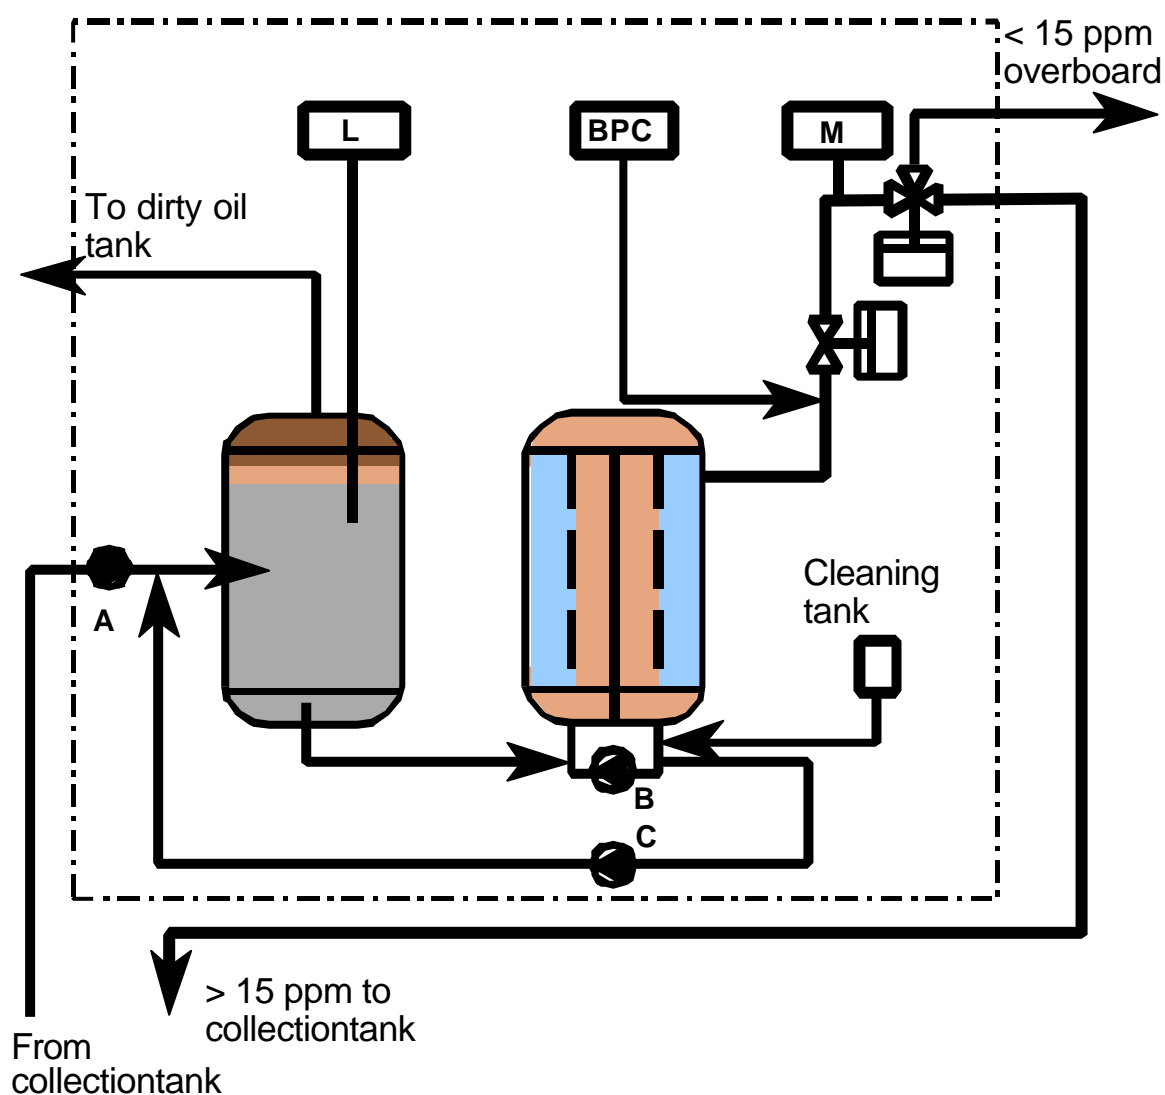 < 15 ppm
overboard
L
BPC
M
To dirty oil
tank
Cleaning
tank
A
B
C
> 15 ppm to
collectiontank
From
collectiontank